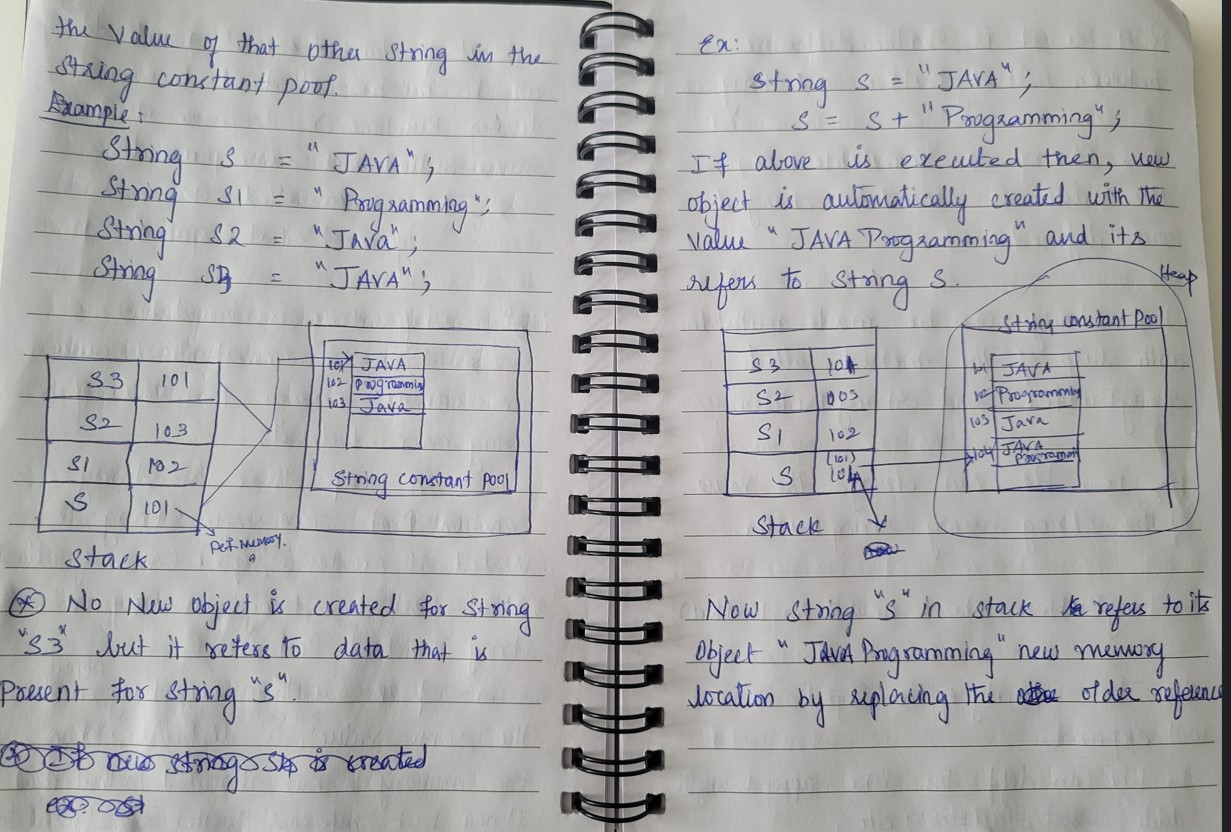 the value of that other string in the
string constant pool.
Example:
String S = "JAVA";
String S1 = "Programming";
String S2 = "Java";
String S3 = "JAVA";
S3 101
S2 103
S1 102
S 101
Stack
101 JAVA
102 Programming
103 Java
String constant pool
⊛ No New Object is created for String
"S3" but it refers to data that is
Present for string "S".
new string is created
Ex:
String S = "JAVA";
S = S + "Programming";
If above is executed then, new
object is automatically created with the
value "JAVA Programming" and its
refers to string S.
Heap
String constant Pool
S3 101
S2 003
S1 102
(101)
S 104
Stack
101 JAVA
102 Programming
103 Java
104 JAVA
Programm
Now string "S" in stack refers to its
Object "JAVA Programming" new memory
location by replacing the older reference